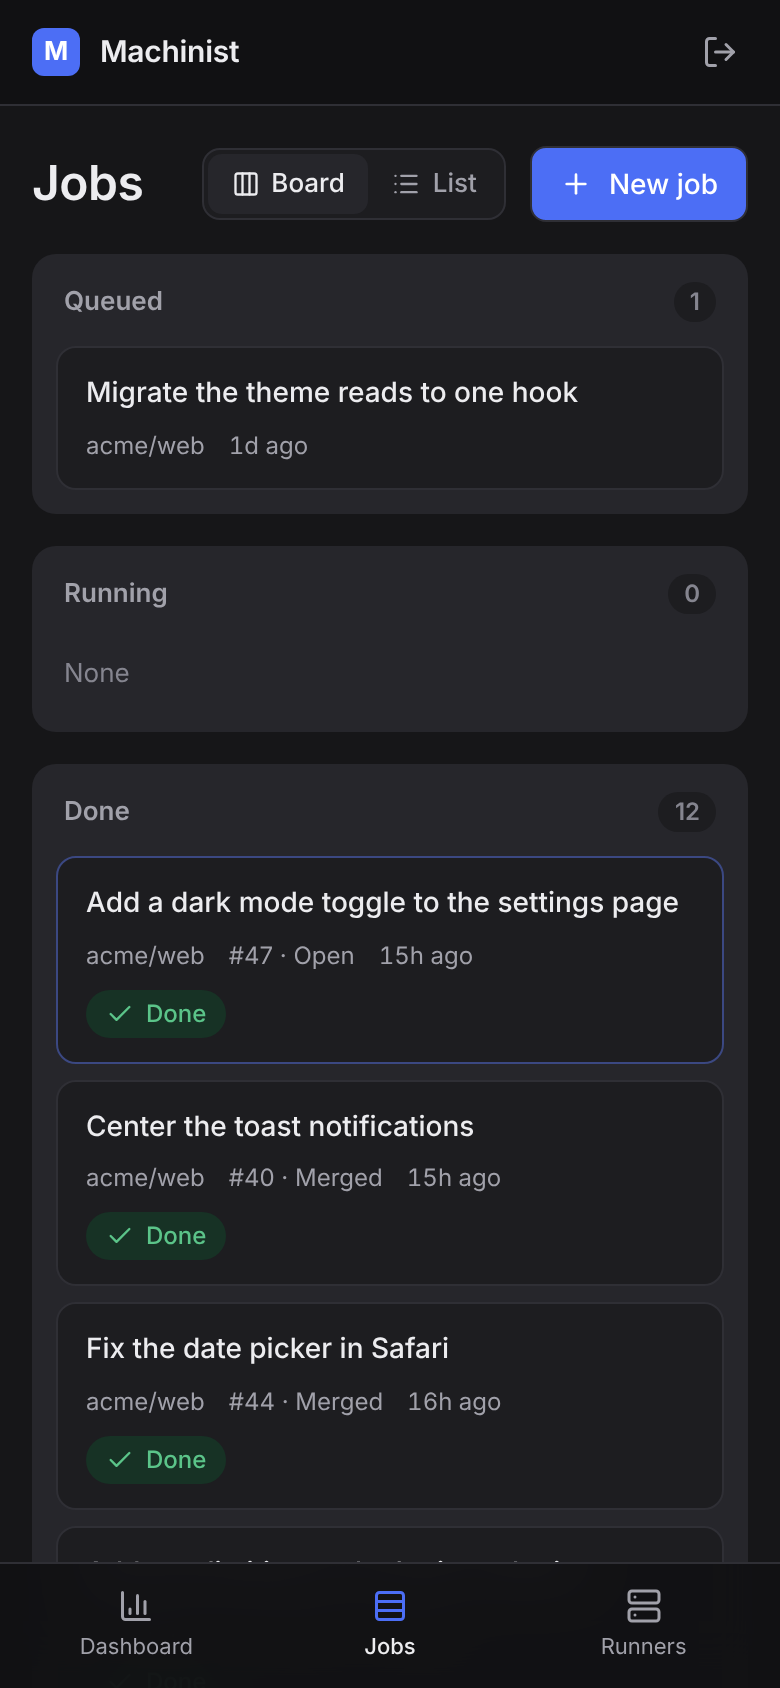 M Machinist
Jobs Board List + New job
Queued 1
Migrate the theme reads to one hook
acme/web 1d ago
Running 0
None
Done 12
Add a dark mode toggle to the settings page
acme/web #47 · Open 15h ago
Done
Center the toast notifications
acme/web #40 · Merged 15h ago
Done
Fix the date picker in Safari
acme/web #44 · Merged 16h ago
Done
Dashboard Jobs Runners